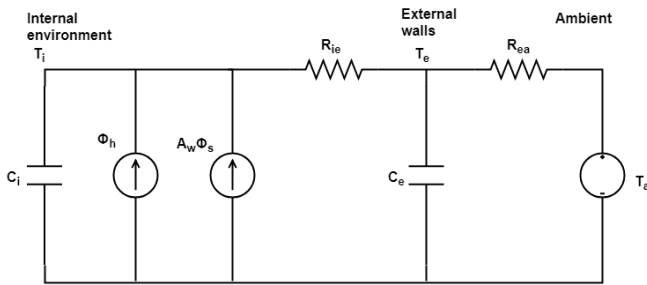 Internal
environment
External
walls
Ambient
Ti
Rie
Te
Rea
Φh
AwΦs
Ci
Ce
+
-
Ta